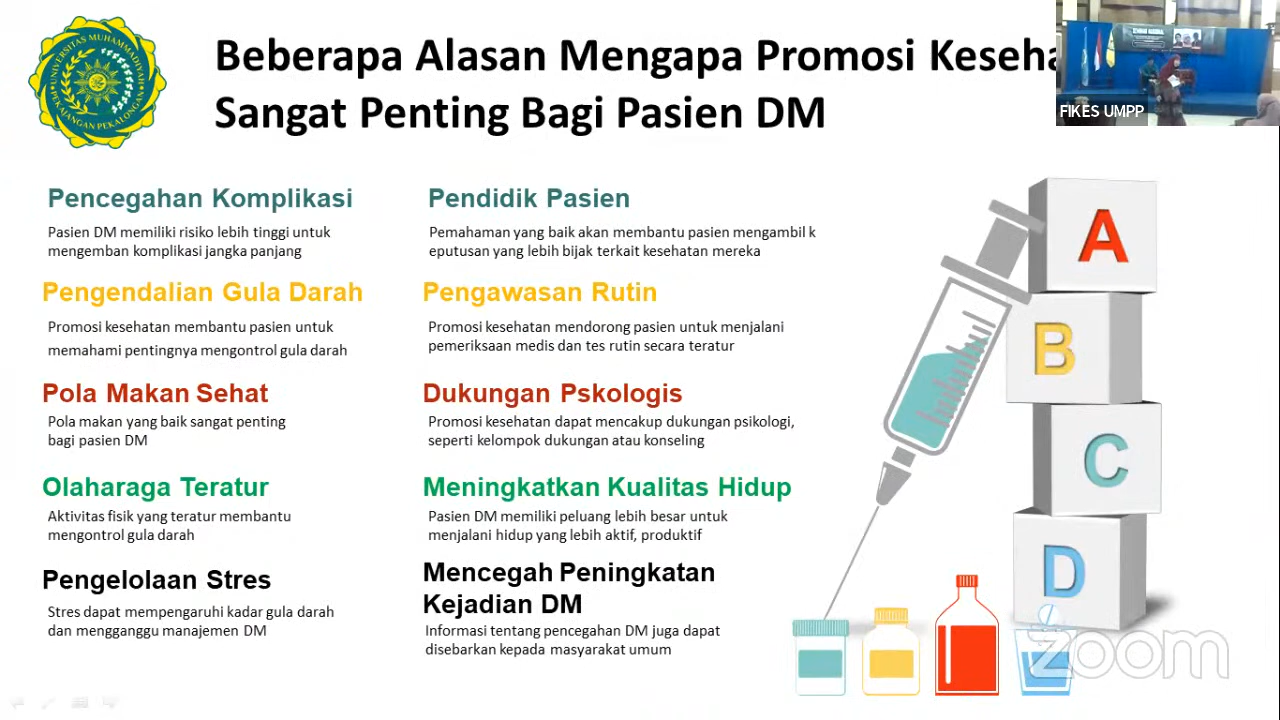 UNIVERSITAS MUHAMMADIYAH
PEKAJANGAN PEKALONGAN
Beberapa Alasan Mengapa Promosi Keseha
Sangat Penting Bagi Pasien DM
FIKES UMPP
Pencegahan Komplikasi
Pasien DM memiliki risiko lebih tinggi untuk
mengemban komplikasi jangka panjang
Pengendalian Gula Darah
Promosi kesehatan membantu pasien untuk
memahami pentingnya mengontrol gula darah
Pola Makan Sehat
Pola makan yang baik sangat penting
bagi pasien DM
Olaharaga Teratur
Aktivitas fisik yang teratur membantu
mengontrol gula darah
Pengelolaan Stres
Stres dapat mempengaruhi kadar gula darah
dan mengganggu manajemen DM
Pendidik Pasien
Pemahaman yang baik akan membantu pasien mengambil k
eputusan yang lebih bijak terkait kesehatan mereka
Pengawasan Rutin
Promosi kesehatan mendorong pasien untuk menjalani
pemeriksaan medis dan tes rutin secara teratur
Dukungan Pskologis
Promosi kesehatan dapat mencakup dukungan psikologi,
seperti kelompok dukungan atau konseling
Meningkatkan Kualitas Hidup
Pasien DM memiliki peluang lebih besar untuk
menjalani hidup yang lebih aktif, produktif
Mencegah Peningkatan
Kejadian DM
Informasi tentang pencegahan DM juga dapat
disebarkan kepada masyarakat umum
A
B
C
D
zoom